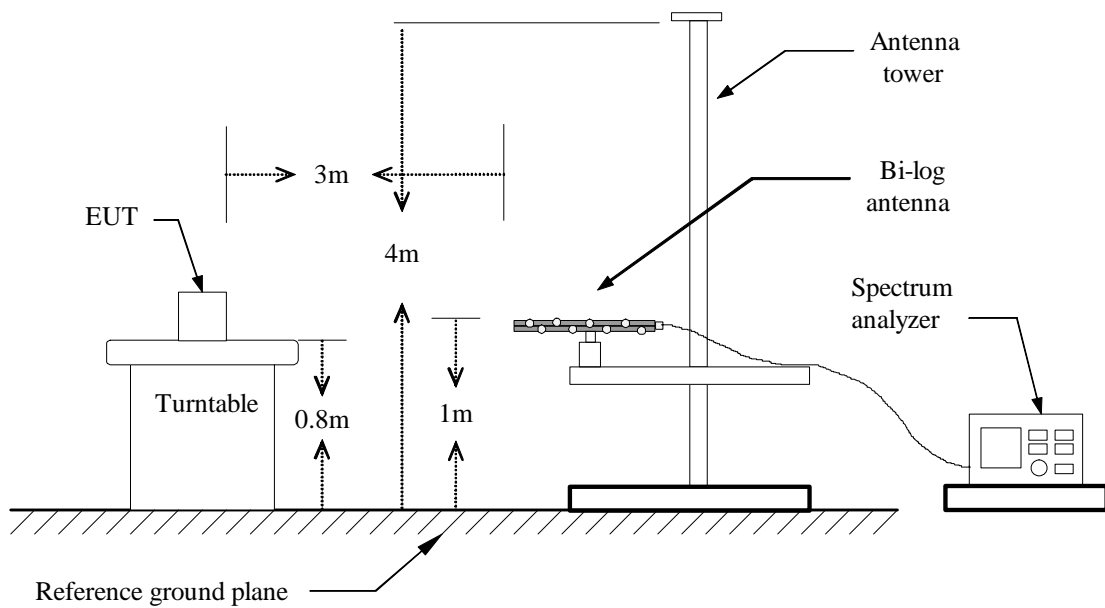 Antenna
tower
3m
Bi-log
antenna
EUT
4m
Spectrum
analyzer
Turntable
0.8m
1m
Reference ground plane